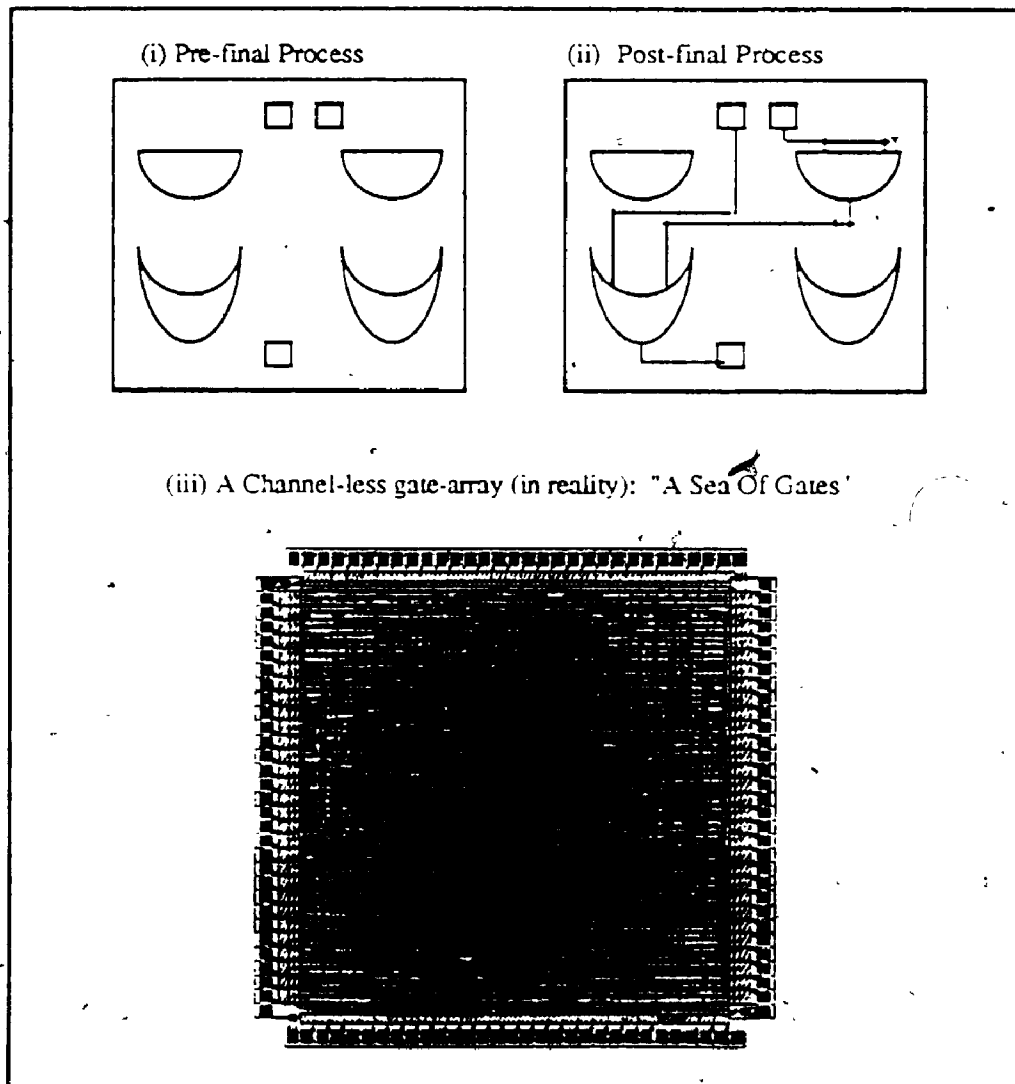 (i) Pre-final Process
(ii) Post-final Process
(iii) A Channel-less gate-array (in reality): "A Sea Of Gates'